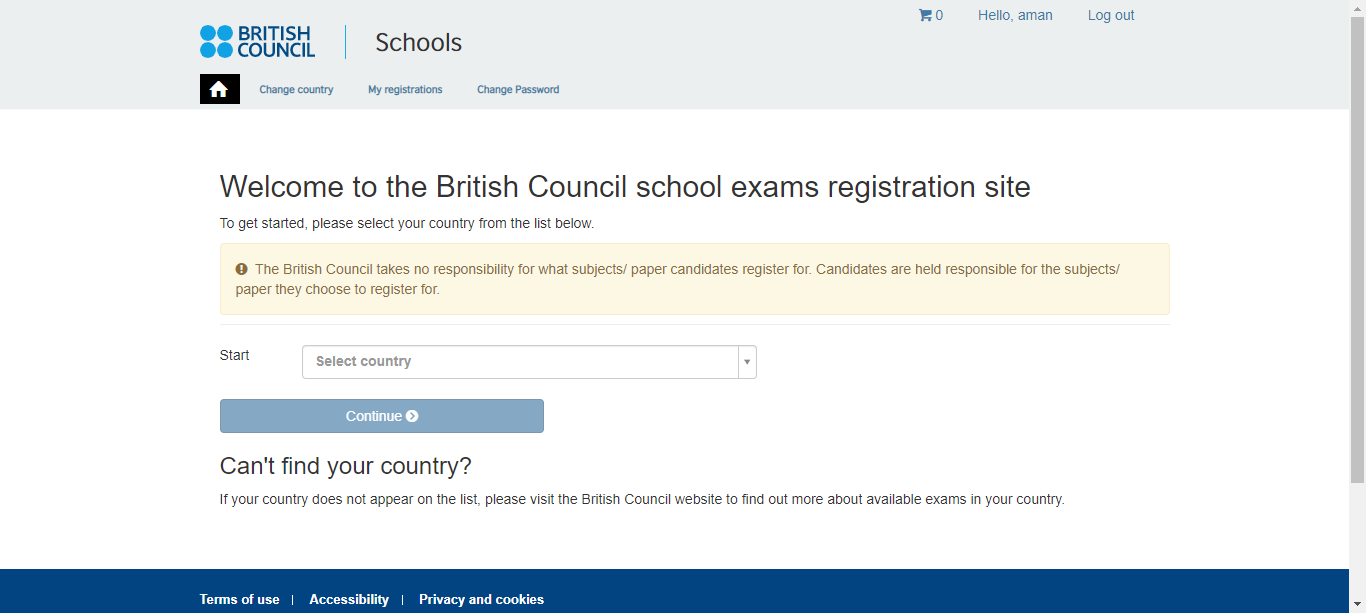 0 Hello, aman Log out
BRITISH
COUNCIL
Schools
Change country My registrations Change Password
Welcome to the British Council school exams registration site
To get started, please select your country from the list below.
The British Council takes no responsibility for what subjects/ paper candidates register for. Candidates are held responsible for the subjects/
paper they choose to register for.
Start Select country
Continue
Can't find your country?
If your country does not appear on the list, please visit the British Council website to find out more about available exams in your country.
Terms of use | Accessibility | Privacy and cookies